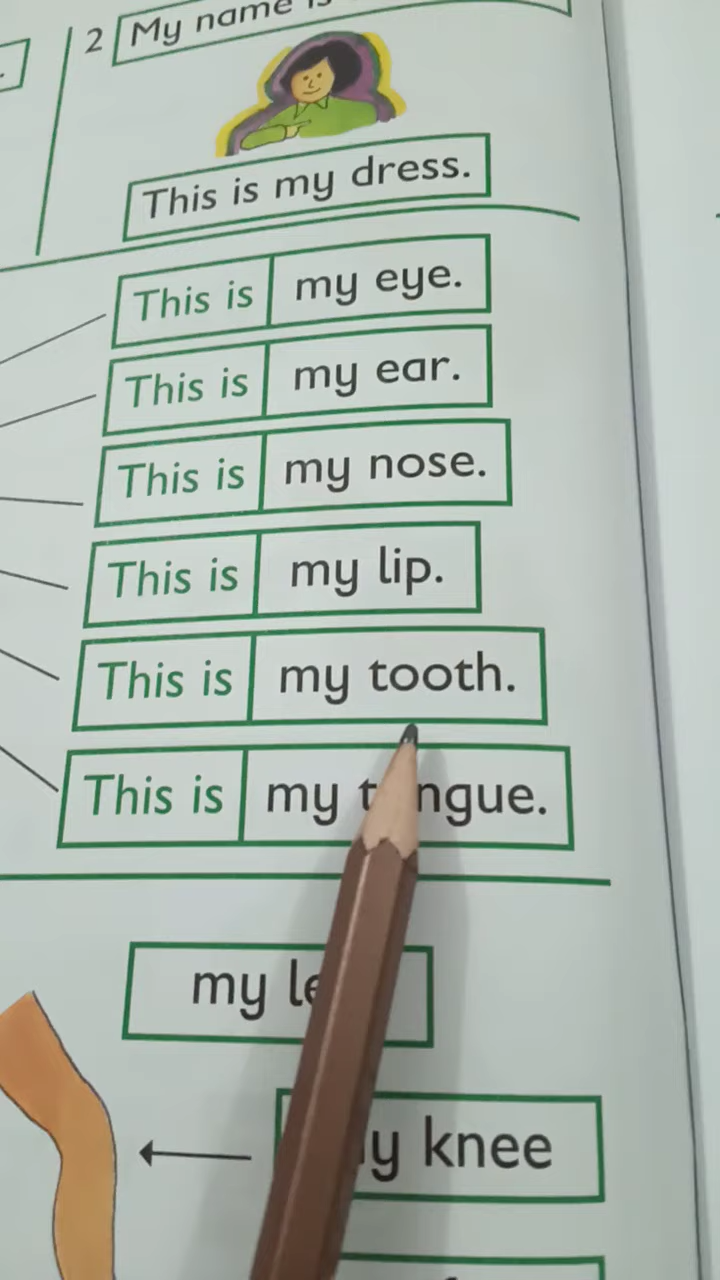 2 My name
This is my dress.
This is my eye.
This is my ear.
This is my nose.
This is my lip.
This is my tooth.
This is my
my
knee